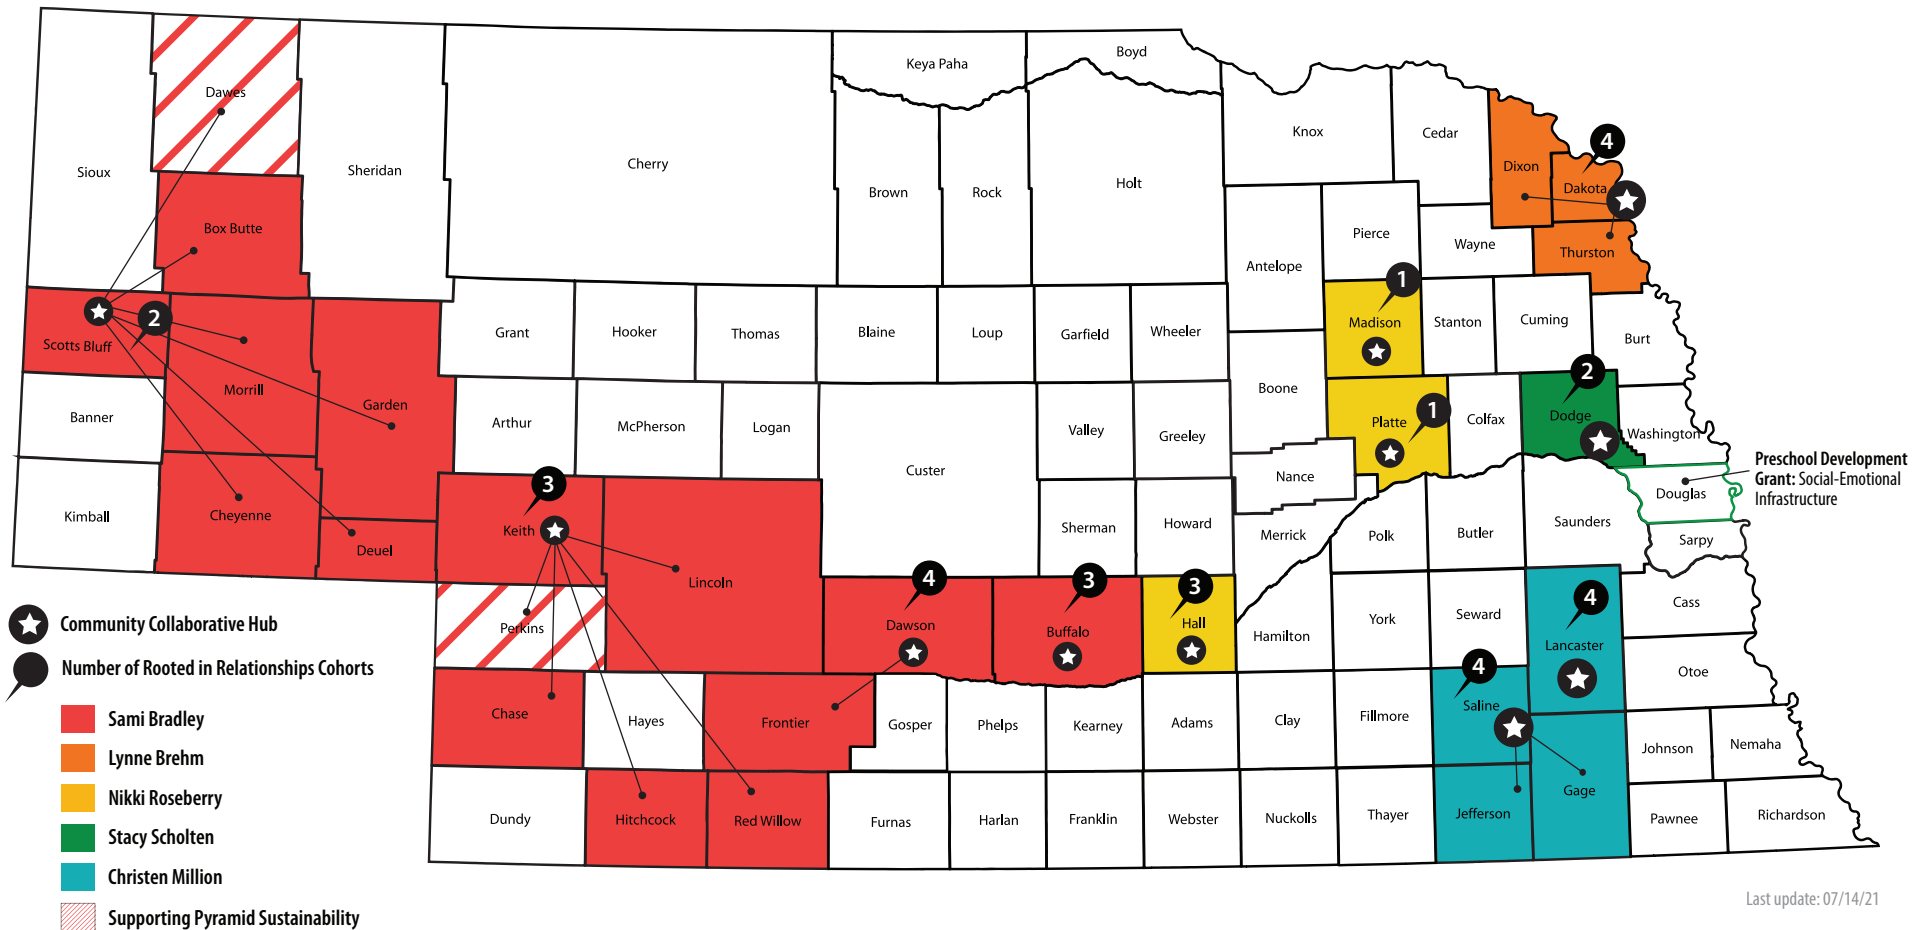 Boyd
Keya Paha
Dawes
Knox
Cedar
Cherry
Dixon
4
Sioux
Sheridan
Holt
Dakota
Brown
Rock
Box Butte
Pierce
Wayne
Thurston
Antelope
1
2
Grant
Hooker
Thomas
Blaine
Loup
Garfield
Wheeler
Madison
Stanton
Cuming
Scotts Bluff
Burt
2
Morrill
Garden
Boone
Banner
Arthur
McPherson
Logan
Valley
Greeley
Platte
1
Colfax
Dodge
Washington
Custer
Preschool Development
Grant: Social-Emotional
Infrastructure
Nance
3
Douglas
Kimball
Cheyenne
Keith
Sherman
Howard
Merrick
Polk
Butler
Saunders
Sarpy
Deuel
Lincoln
4
3
3
4
Cass
Community Collaborative Hub
Perkins
Dawson
Buffalo
Hall
Hamilton
York
Seward
Lancaster
Number of Rooted in Relationships Cohorts
4
Otoe
Chase
Hayes
Frontier
Gosper
Phelps
Kearney
Adams
Clay
Fillmore
Saline
Sami Bradley
Johnson
Nemaha
Lynne Brehm
Gage
Nikki Roseberry
Dundy
Hitchcock
Red Willow
Furnas
Harlan
Franklin
Webster
Nuckolls
Thayer
Jefferson
Pawnee
Richardson
Stacy Scholten
Christen Million
Supporting Pyramid Sustainability
Last update: 07/14/21